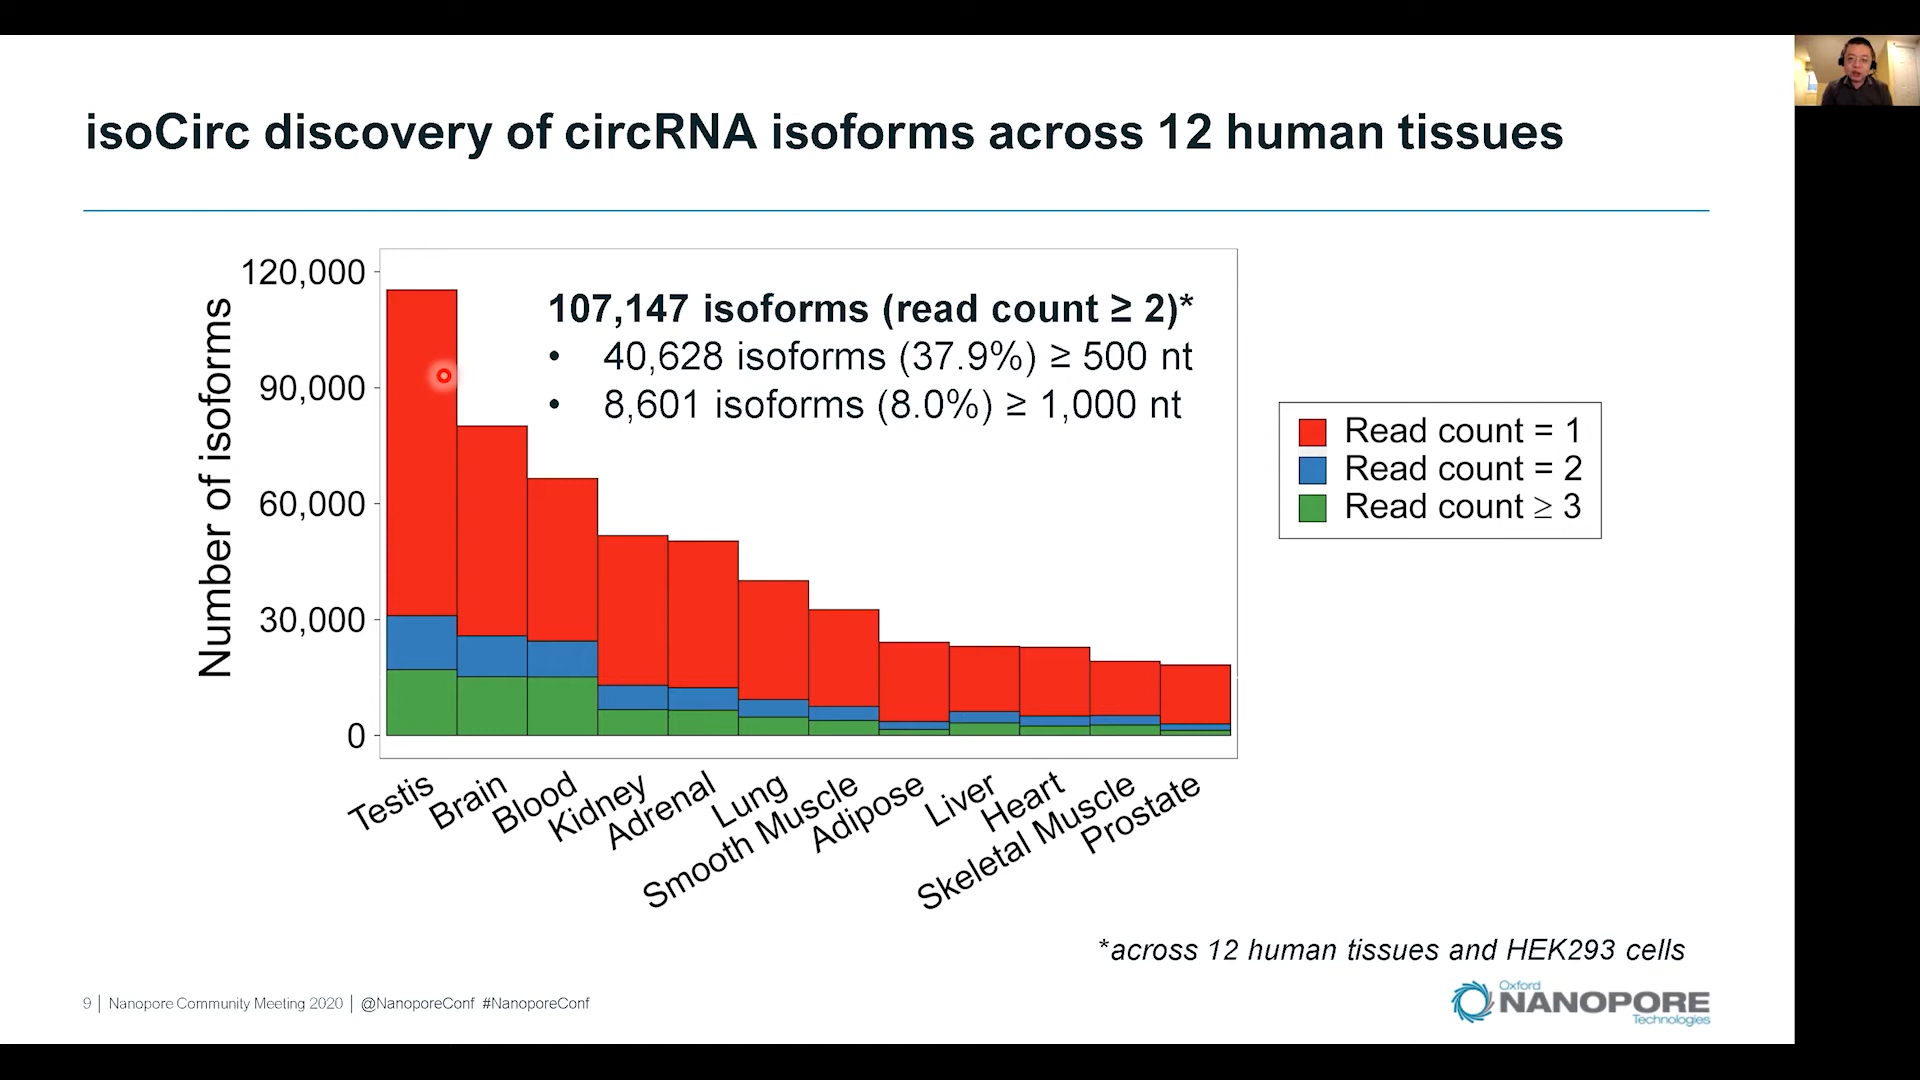 isoCirc discovery of circRNA isoforms across 12 human tissues
Number of isoforms
120,000
90,000
60,000
30,000
0
107,147 isoforms (read count ≥ 2)*
• 40,628 isoforms (37.9%) ≥ 500 nt
• 8,601 isoforms (8.0%) ≥ 1,000 nt
Read count = 1
Read count = 2
Read count ≥ 3
Testis
Brain
Blood
Kidney
Adrenal
Lung
Smooth Muscle
Adipose
Liver
Heart
Skeletal Muscle
Prostate
*across 12 human tissues and HEK293 cells
9 | Nanopore Community Meeting 2020 | @NanoporeConf #NanoporeConf
Oxford
NANOPORE
Technologies